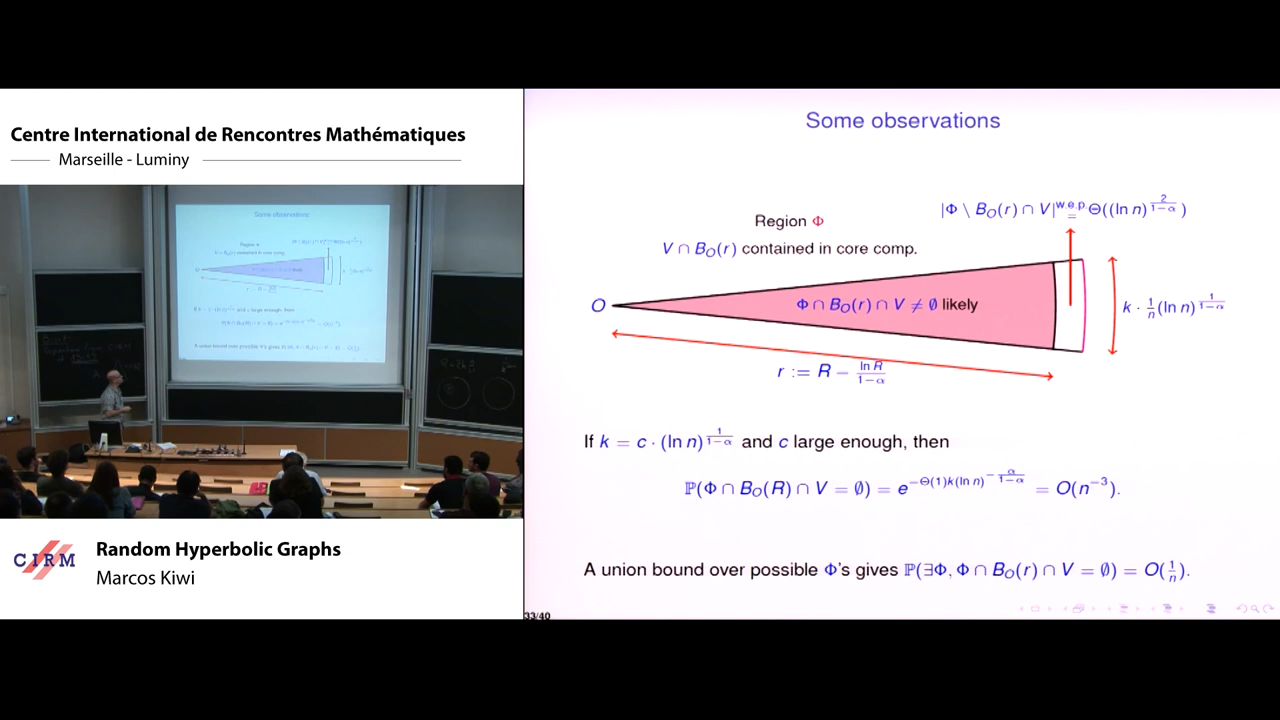 Centre International de Rencontres Mathématiques
Marseille - Luminy
Some observations
Region Φ
|Φ \ B_O(r) ∩ V| w.e.p = Θ((ln n)^{2/(1−α)})
V ∩ B_O(r) contained in core comp.
O
Φ ∩ B_O(r) ∩ V ≠ ∅ likely
k · 1/n (ln n)^{1/(1−α)}
r := R − ln R/(1−α)
If k = c · (ln n)^{1/(1−α)} and c large enough, then
ℙ(Φ ∩ B_O(R) ∩ V = ∅) = e^{−Θ(1)k(ln n)^{−α/(1−α)}} = O(n^{−3}).
A union bound over possible Φ's gives ℙ(∃Φ, Φ ∩ B_O(r) ∩ V = ∅) = O(1/n).
33/40
CIRM
Random Hyperbolic Graphs
Marcos Kiwi